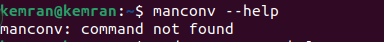 kemran@kemran:~$ manconv --help
manconv: command not found